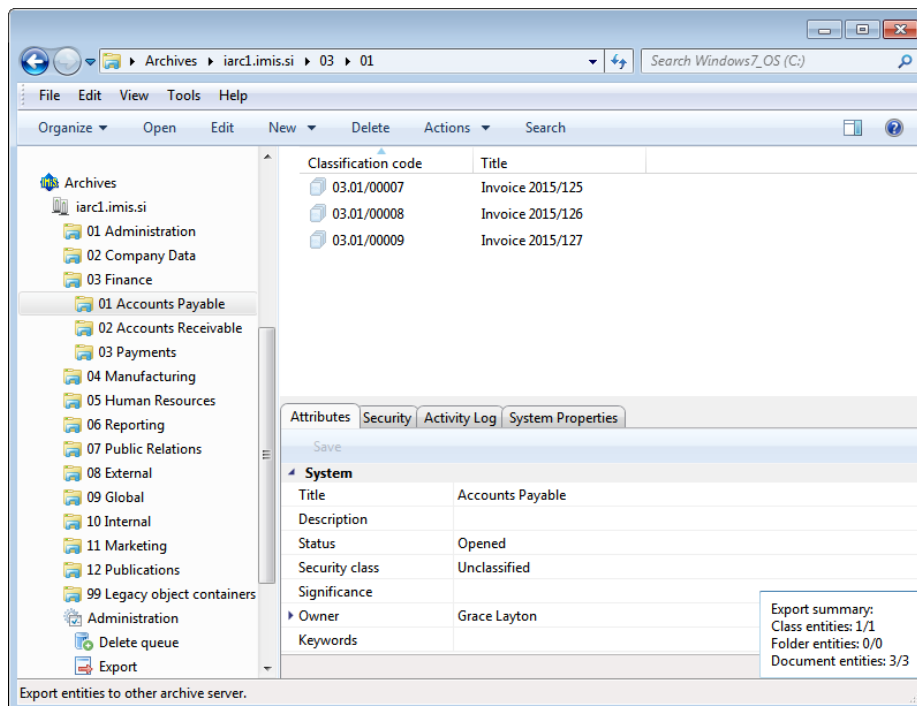 Archives iarc1.imis.si 03 01
Search Windows7_OS (C:)
File Edit View Tools Help
Organize Open Edit New Delete Actions Search
Archives
iarc1.imis.si
01 Administration
02 Company Data
03 Finance
01 Accounts Payable
02 Accounts Receivable
03 Payments
04 Manufacturing
05 Human Resources
06 Reporting
07 Public Relations
08 External
09 Global
10 Internal
11 Marketing
12 Publications
99 Legacy object containers
Administration
Delete queue
Export
Classification code Title
03.01/00007 Invoice 2015/125
03.01/00008 Invoice 2015/126
03.01/00009 Invoice 2015/127
Attributes Security Activity Log System Properties
Save
System
Title Accounts Payable
Description
Status Opened
Security class Unclassified
Significance
Owner Grace Layton
Keywords
Export summary:
Class entities: 1/1
Folder entities: 0/0
Document entities: 3/3
Export entities to other archive server.